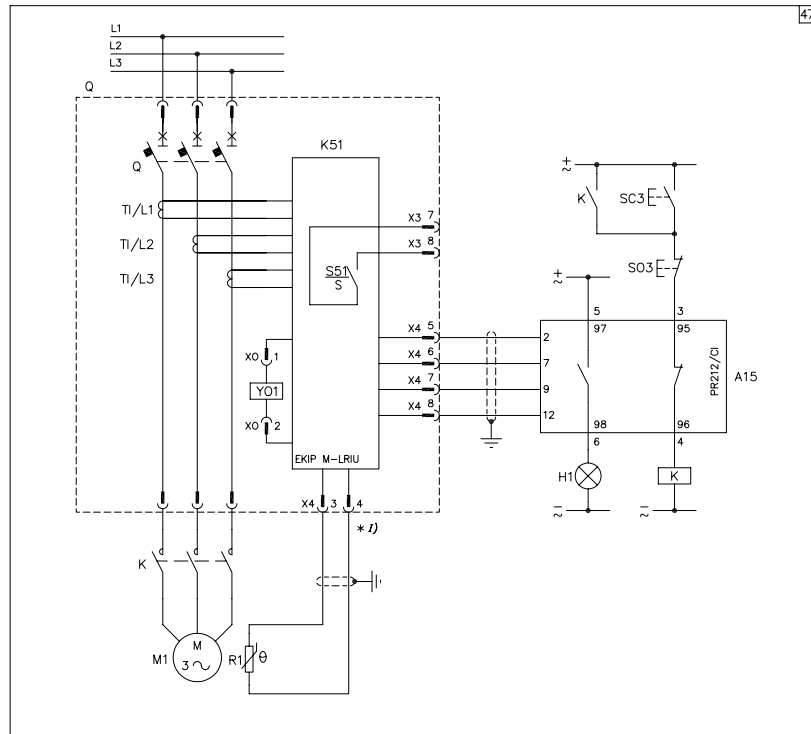 47
L1
L2
L3
Q
K51
Q
TI/L1
TI/L2
TI/L3
X3 7
X3 8
S51
S
X4 5
X4 6
X4 7
X4 8
X0 1
Y01
X0 2
EKIP M-LRIU
X4 3 4
* I)
K
M
3
M1
R1 θ
+
~
K
SC3
SO3
+
~
5 3
97 95
2
7
9
12
PR212/CI
A15
98 96
6 4
H1
K
–
~
–
~